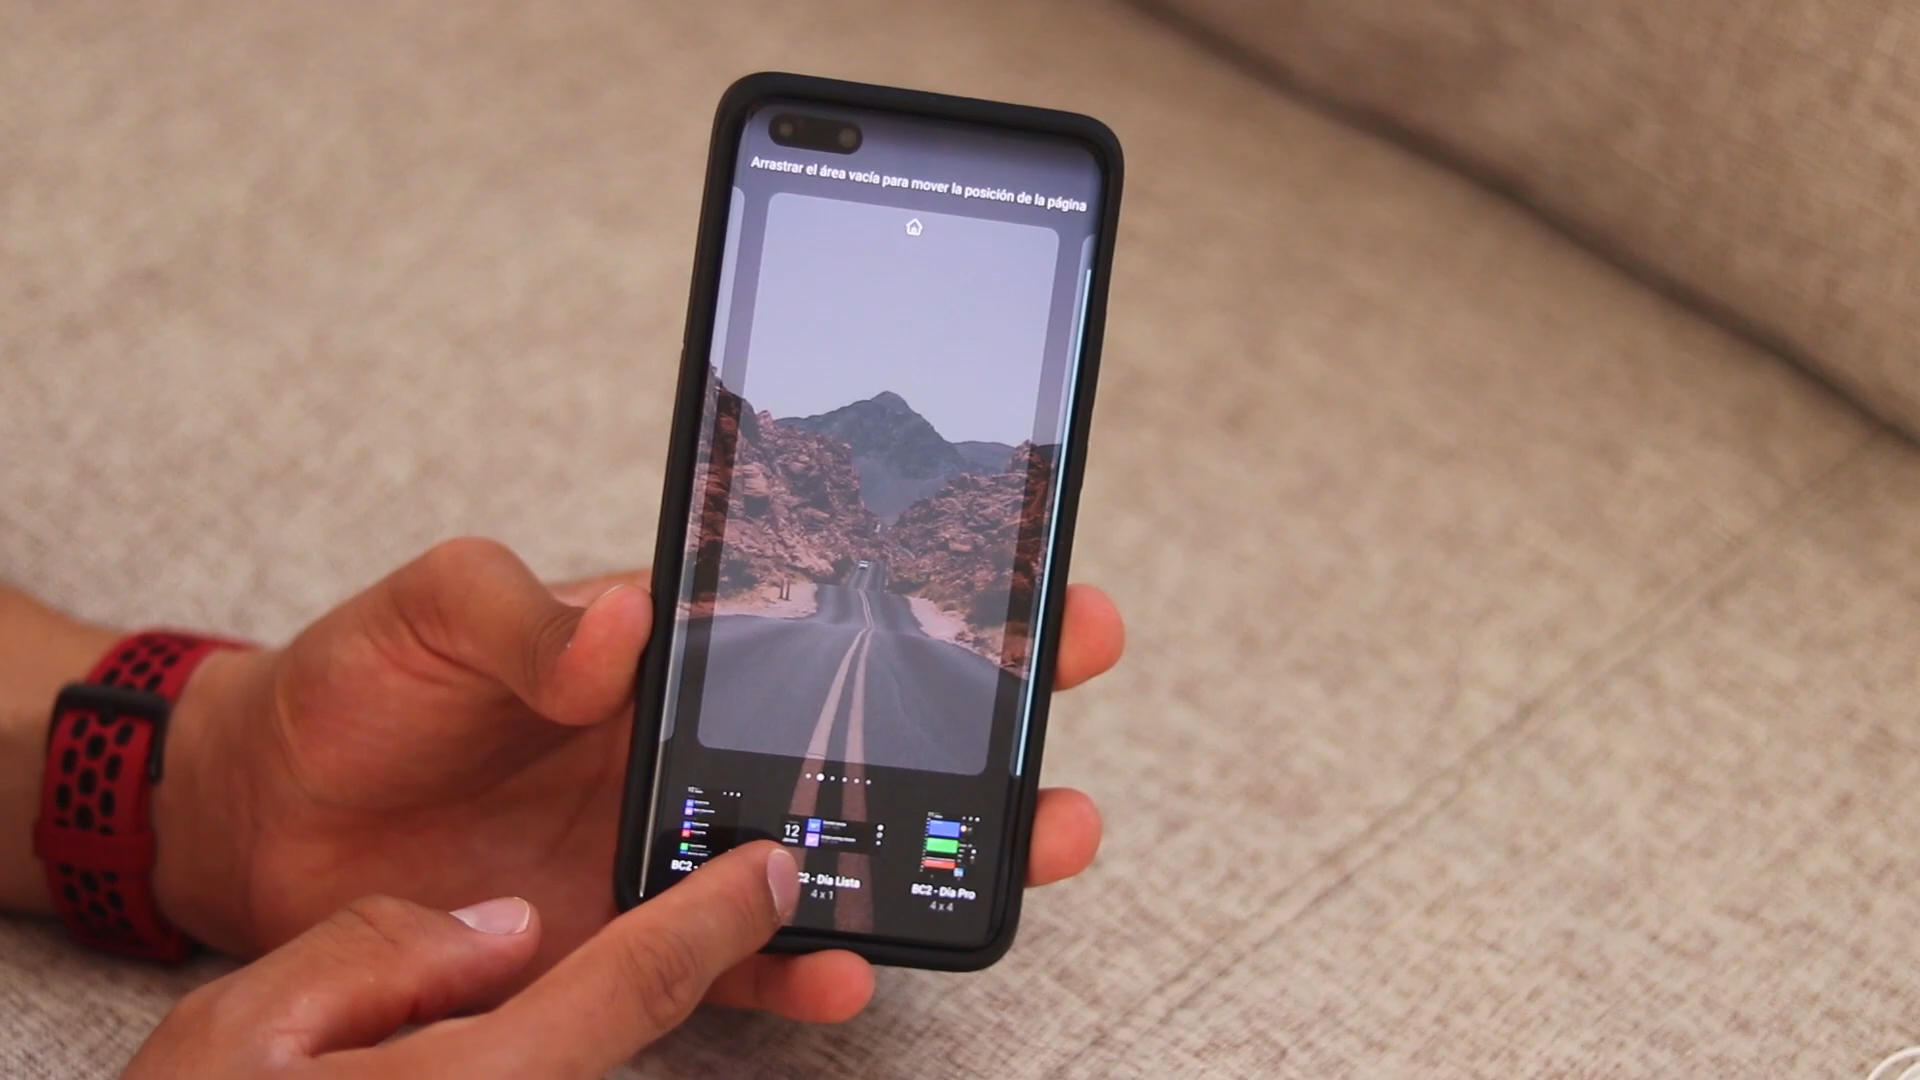 Arrastrar el área vacía para mover la posición de la página
12
BC2 -
C2 - Día Lista
4 x 1
BC2 - Día Pro
4 x 4